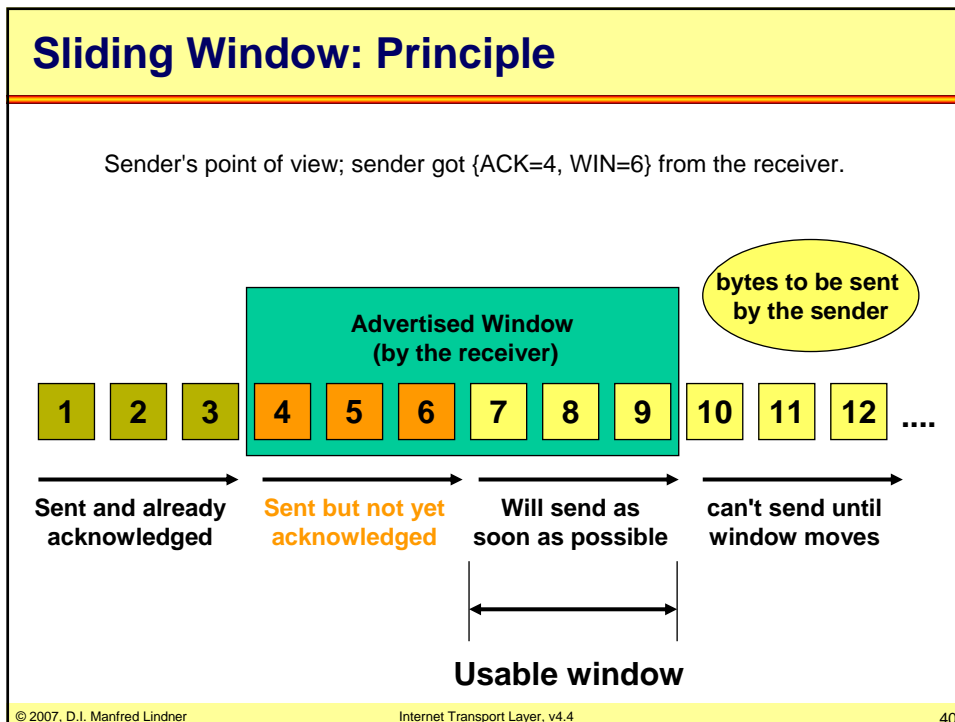 Sliding Window: Principle
Sender's point of view; sender got {ACK=4, WIN=6} from the receiver.
bytes to be sent
by the sender
Advertised Window
(by the receiver)
1 2 3 4 5 6 7 8 9 10 11 12 ....
Sent and already
acknowledged
Sent but not yet
acknowledged
Will send as
soon as possible
can't send until
window moves
Usable window
© 2007, D.I. Manfred Lindner
Internet Transport Layer, v4.4
40